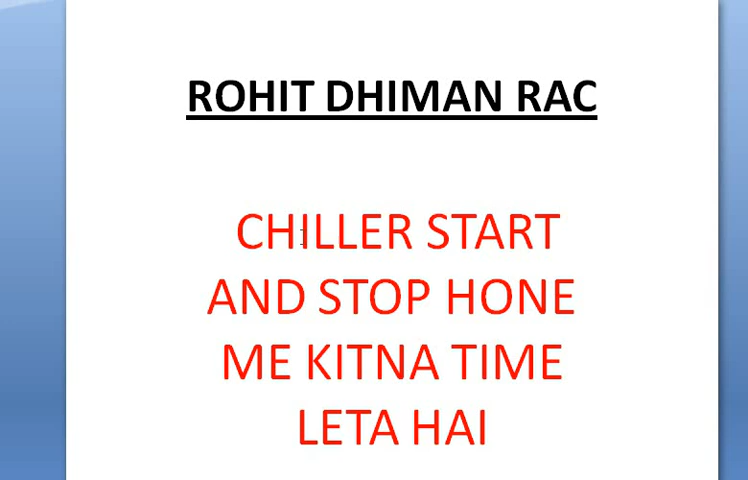 ROHIT DHIMAN RAC
CHILLER START
AND STOP HONE
ME KITNA TIME
LETA HAI